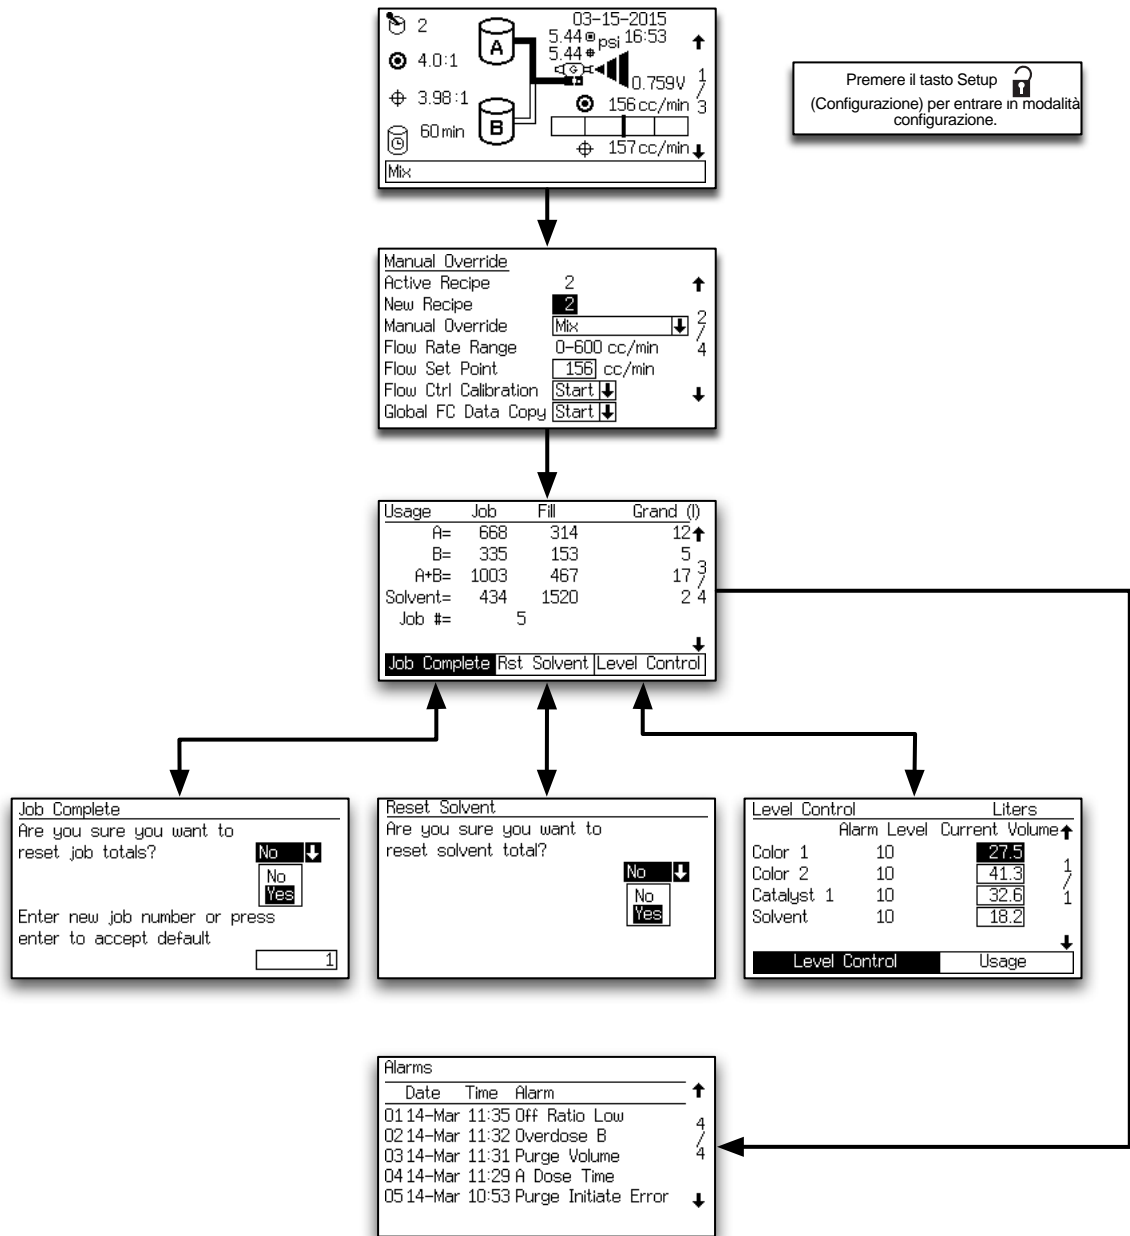 2
03-15-2015
5.44 psi 16:53
5.44
A
4.0:1
0.759V
1/3
3.98:1
156 cc/min
60 min
B
157 cc/min
Mix
Premere il tasto Setup
(Configurazione) per entrare in modalità
configurazione.
Manual Override
Active Recipe 2
New Recipe 2
Manual Override Mix
2/4
Flow Rate Range 0-600 cc/min
Flow Set Point 156 cc/min
Flow Ctrl Calibration Start
Global FC Data Copy Start
Usage Job Fill Grand (l)
A= 668 314 12
B= 335 153 5
A+B= 1003 467 17
3/4
Solvent= 434 1520 2
Job #= 5
Job Complete Rst Solvent Level Control
Job Complete
Are you sure you want to
reset job totals? No
No
Yes
Enter new job number or press
enter to accept default
1
Reset Solvent
Are you sure you want to
reset solvent total?
No
No
Yes
Level Control Liters
Alarm Level Current Volume
Color 1 10 27.5
Color 2 10 41.3
1/1
Catalyst 1 10 32.6
Solvent 10 18.2
Level Control Usage
Alarms
Date Time Alarm
01 14-Mar 11:35 Off Ratio Low
02 14-Mar 11:32 Overdose B
4/4
03 14-Mar 11:31 Purge Volume
04 14-Mar 11:29 A Dose Time
05 14-Mar 10:53 Purge Initiate Error